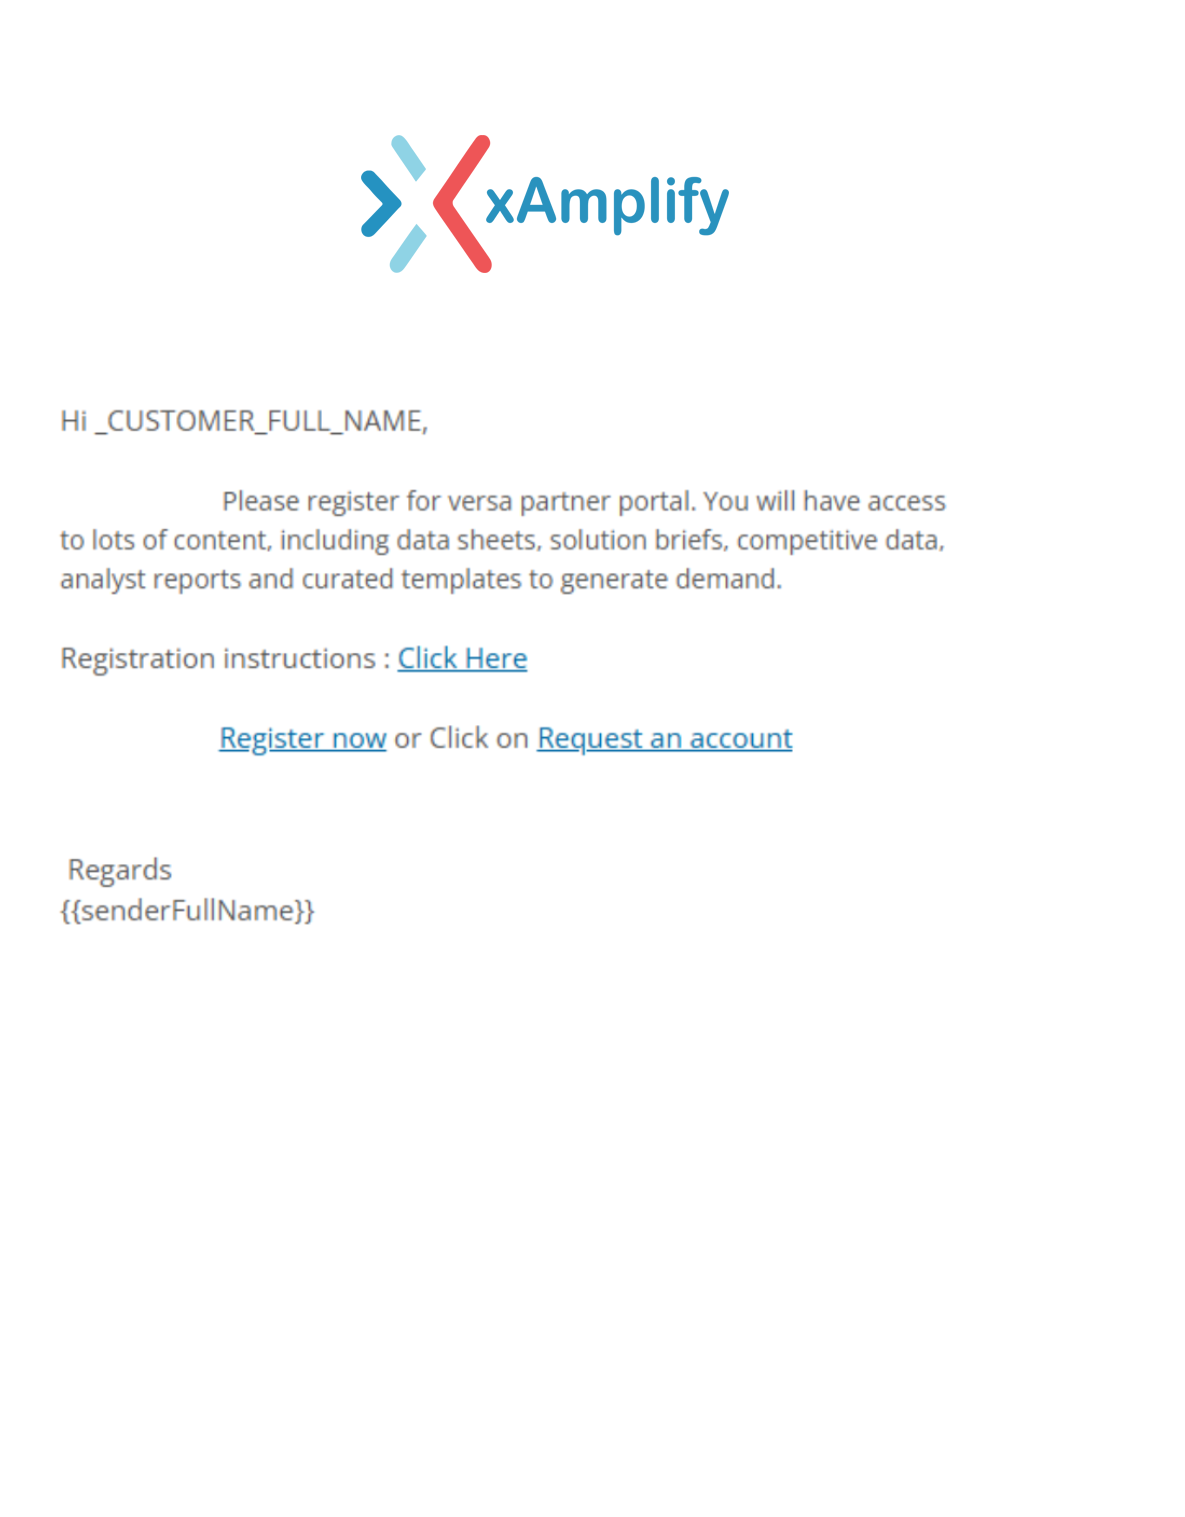 xAmplify
Hi _CUSTOMER_FULL_NAME,
Please register for versa partner portal. You will have access
to lots of content, including data sheets, solution briefs, competitive data,
analyst reports and curated templates to generate demand.
Registration instructions : Click Here
Register now or Click on Request an account
Regards
{{senderFullName}}